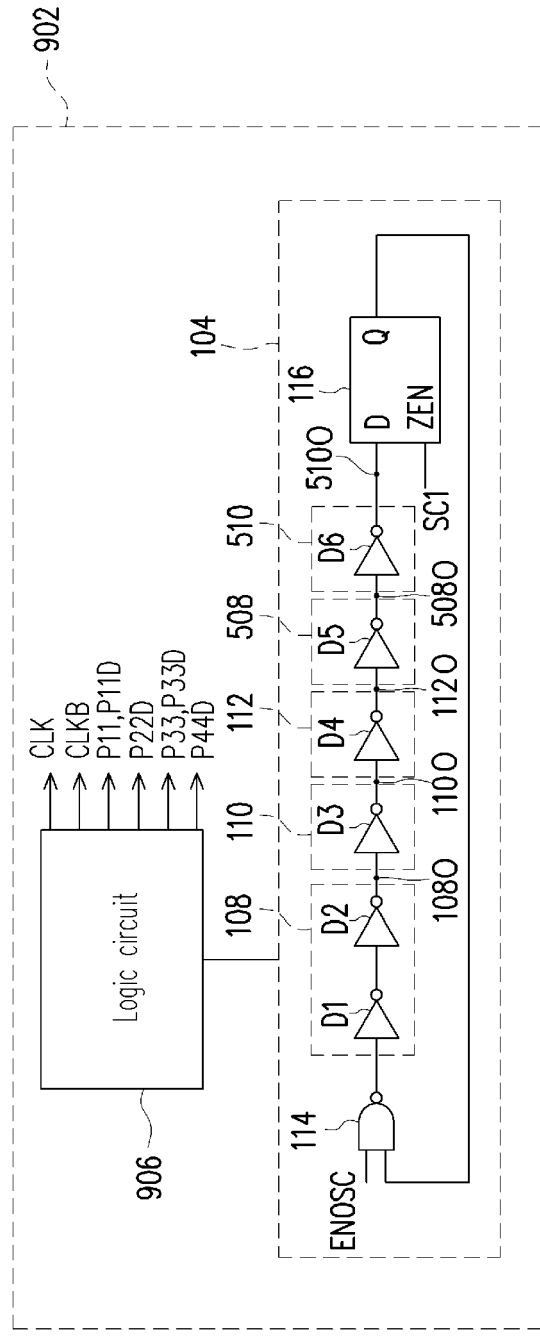 902
CLK
CLKB
P11,P11D
P22D
P33,P33D
P44D
Logic circuit
906
104
108
110
112
508
510
116
114
ENOSC
D1
D2
D3
D4
D5
D6
D
Q
ZEN
SC1
108O
110O
112O
508O
510O